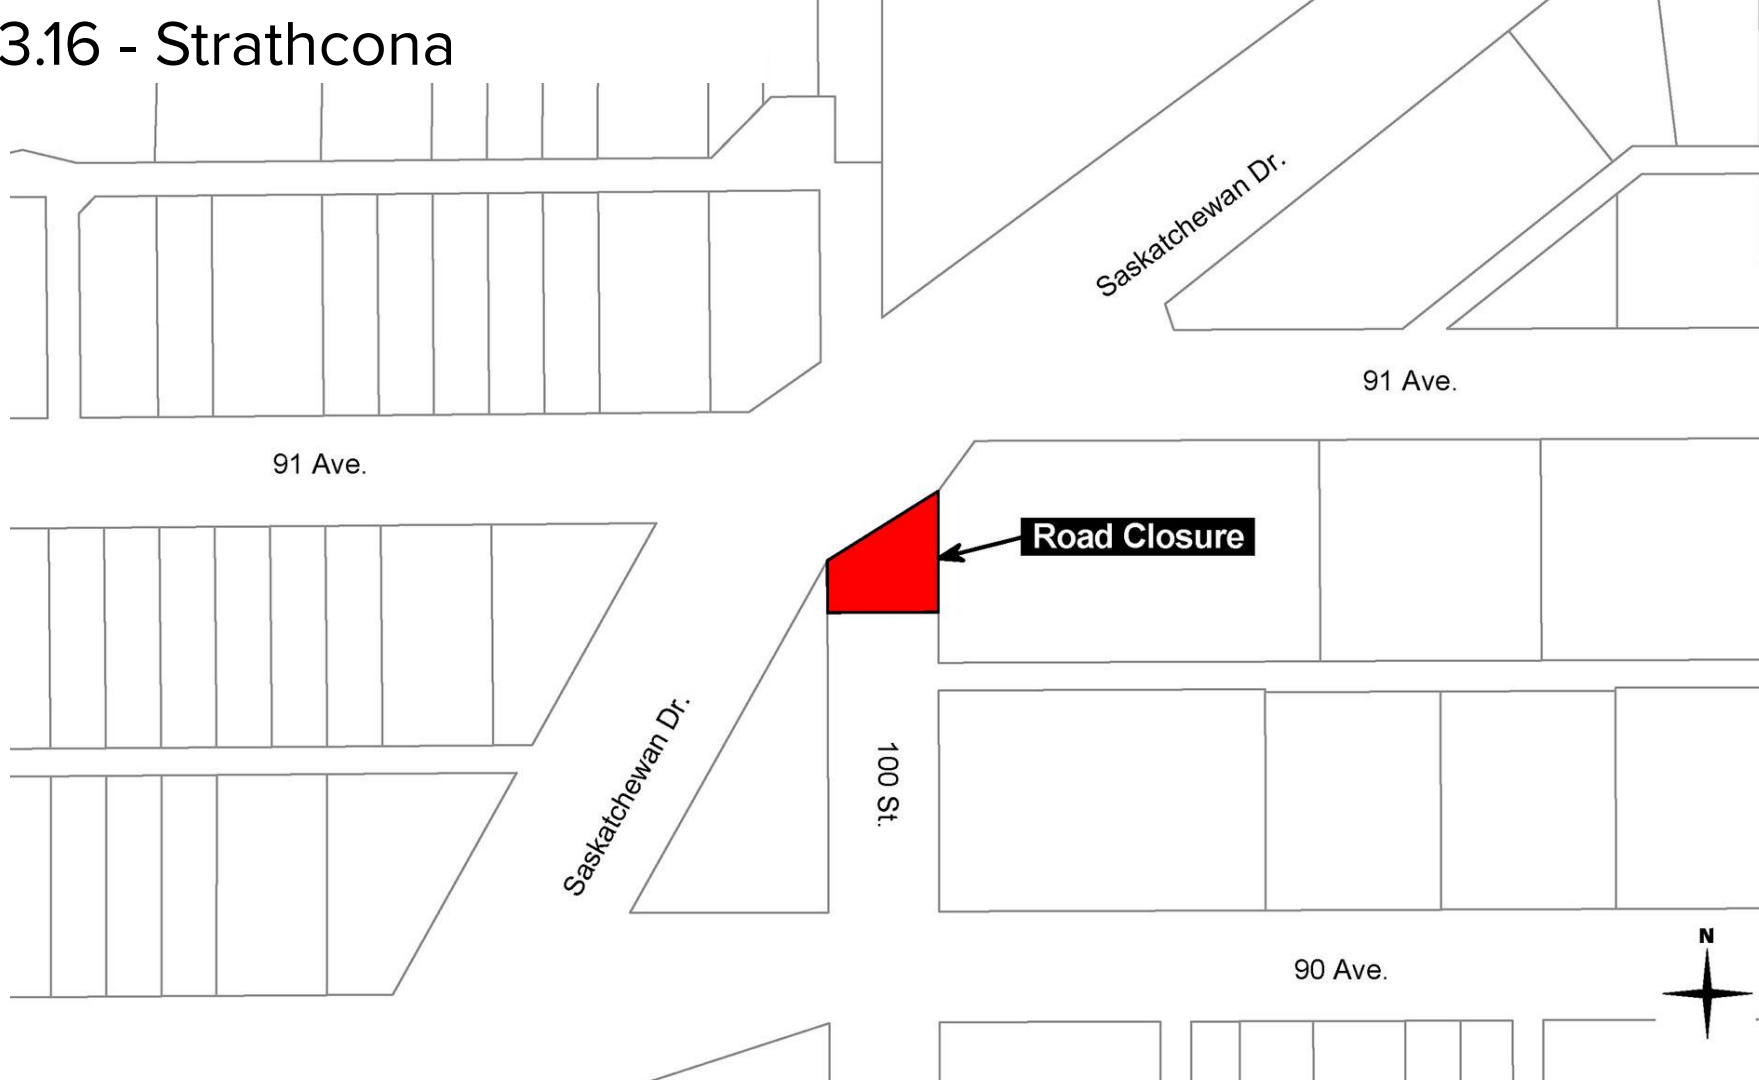 3.16 - Strathcona
Saskatchewan Dr.
91 Ave.
91 Ave.
Road Closure
Saskatchewan Dr.
100 St.
N
90 Ave.